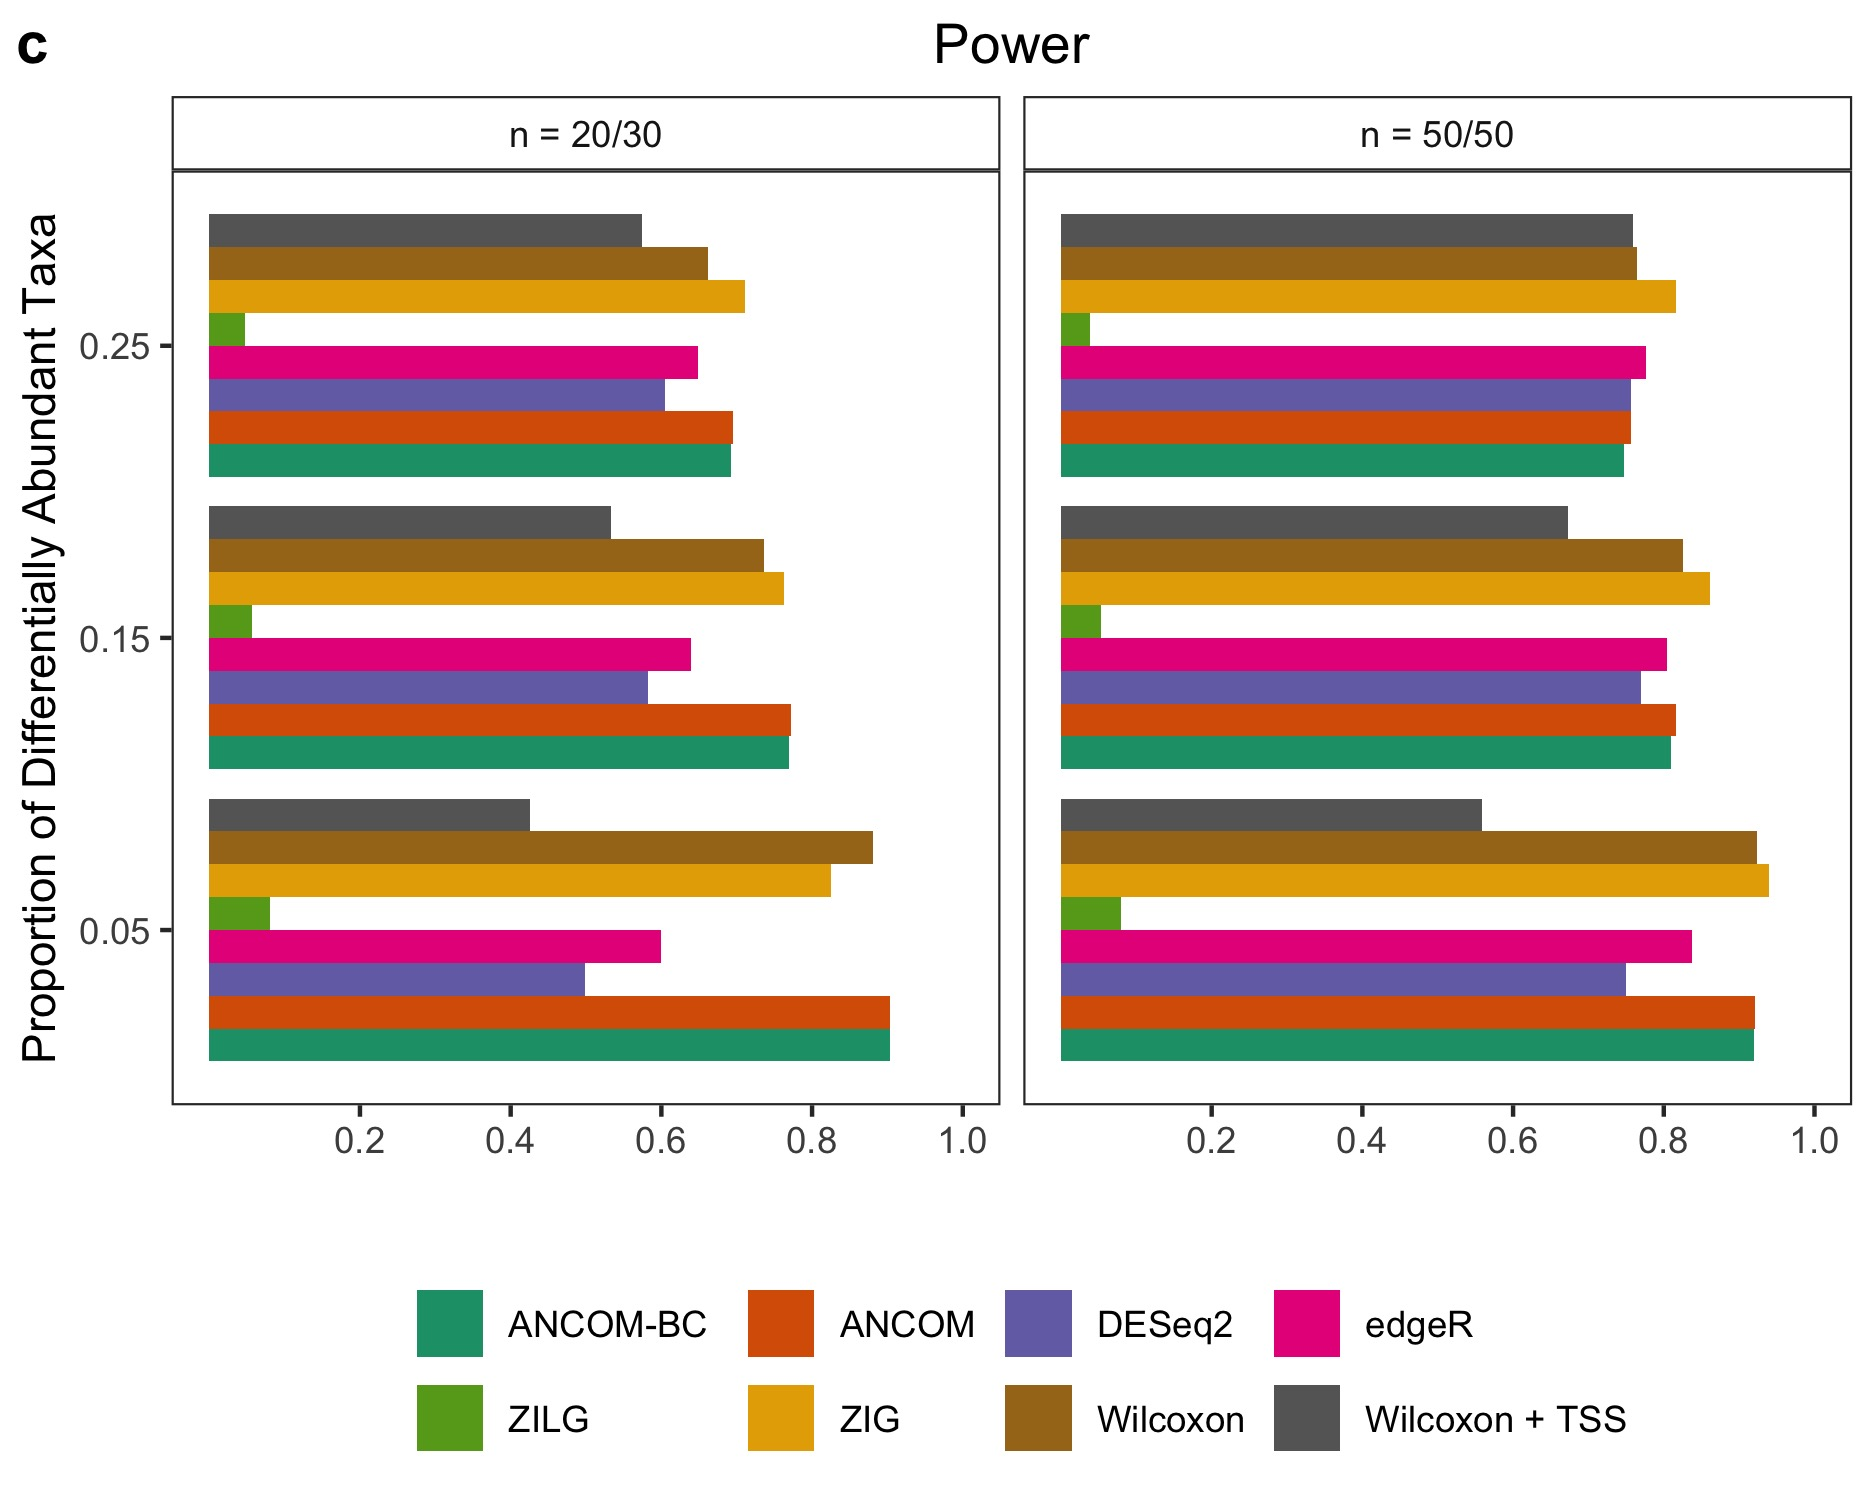 c
Power
n = 20/30
n = 50/50
Proportion of Differentially Abundant Taxa
0.25
0.15
0.05
0.2 0.4 0.6 0.8 1.0
0.2 0.4 0.6 0.8 1.0
ANCOM-BC ANCOM DESeq2 edgeR
ZILG ZIG Wilcoxon Wilcoxon + TSS